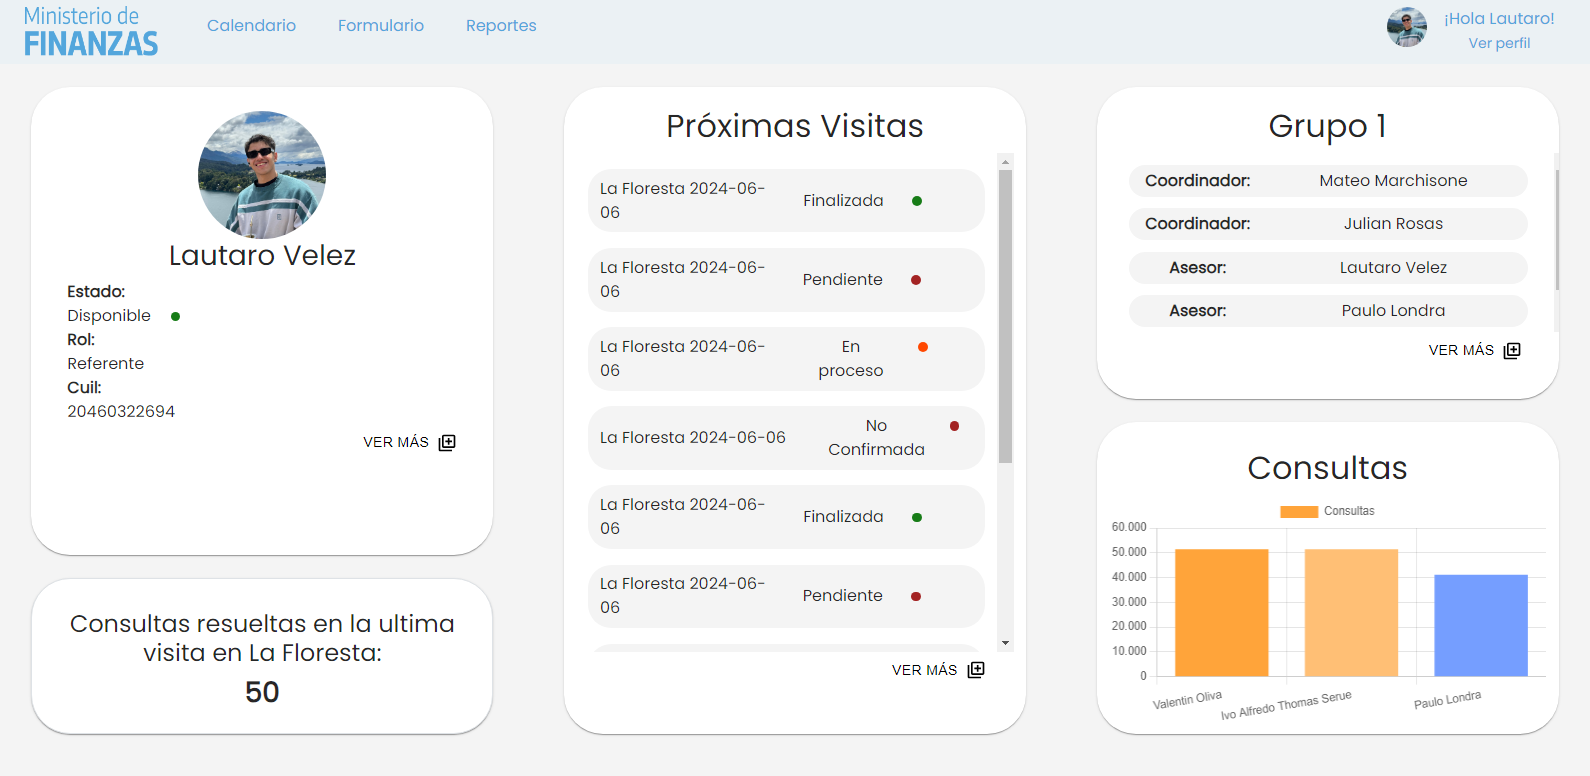 Ministerio de
FINANZAS
Calendario
Formulario
Reportes
¡Hola Lautaro!
Ver perfil
Lautaro Velez
Estado:
Disponible
Rol:
Referente
Cuil:
20460322694
VER MÁS
Consultas resueltas en la ultima
visita en La Floresta:
50
Próximas Visitas
La Floresta 2024-06-
06
Finalizada
La Floresta 2024-06-
06
Pendiente
La Floresta 2024-06-
06
En
proceso
La Floresta 2024-06-06
No
Confirmada
La Floresta 2024-06-
06
Finalizada
La Floresta 2024-06-
06
Pendiente
VER MÁS
Grupo 1
Coordinador: Mateo Marchisone
Coordinador: Julian Rosas
Asesor: Lautaro Velez
Asesor: Paulo Londra
VER MÁS
Consultas
Consultas
60.000
50.000
40.000
30.000
20.000
10.000
0
Valentin Oliva
Ivo Alfredo Thomas Serue
Paulo Londra